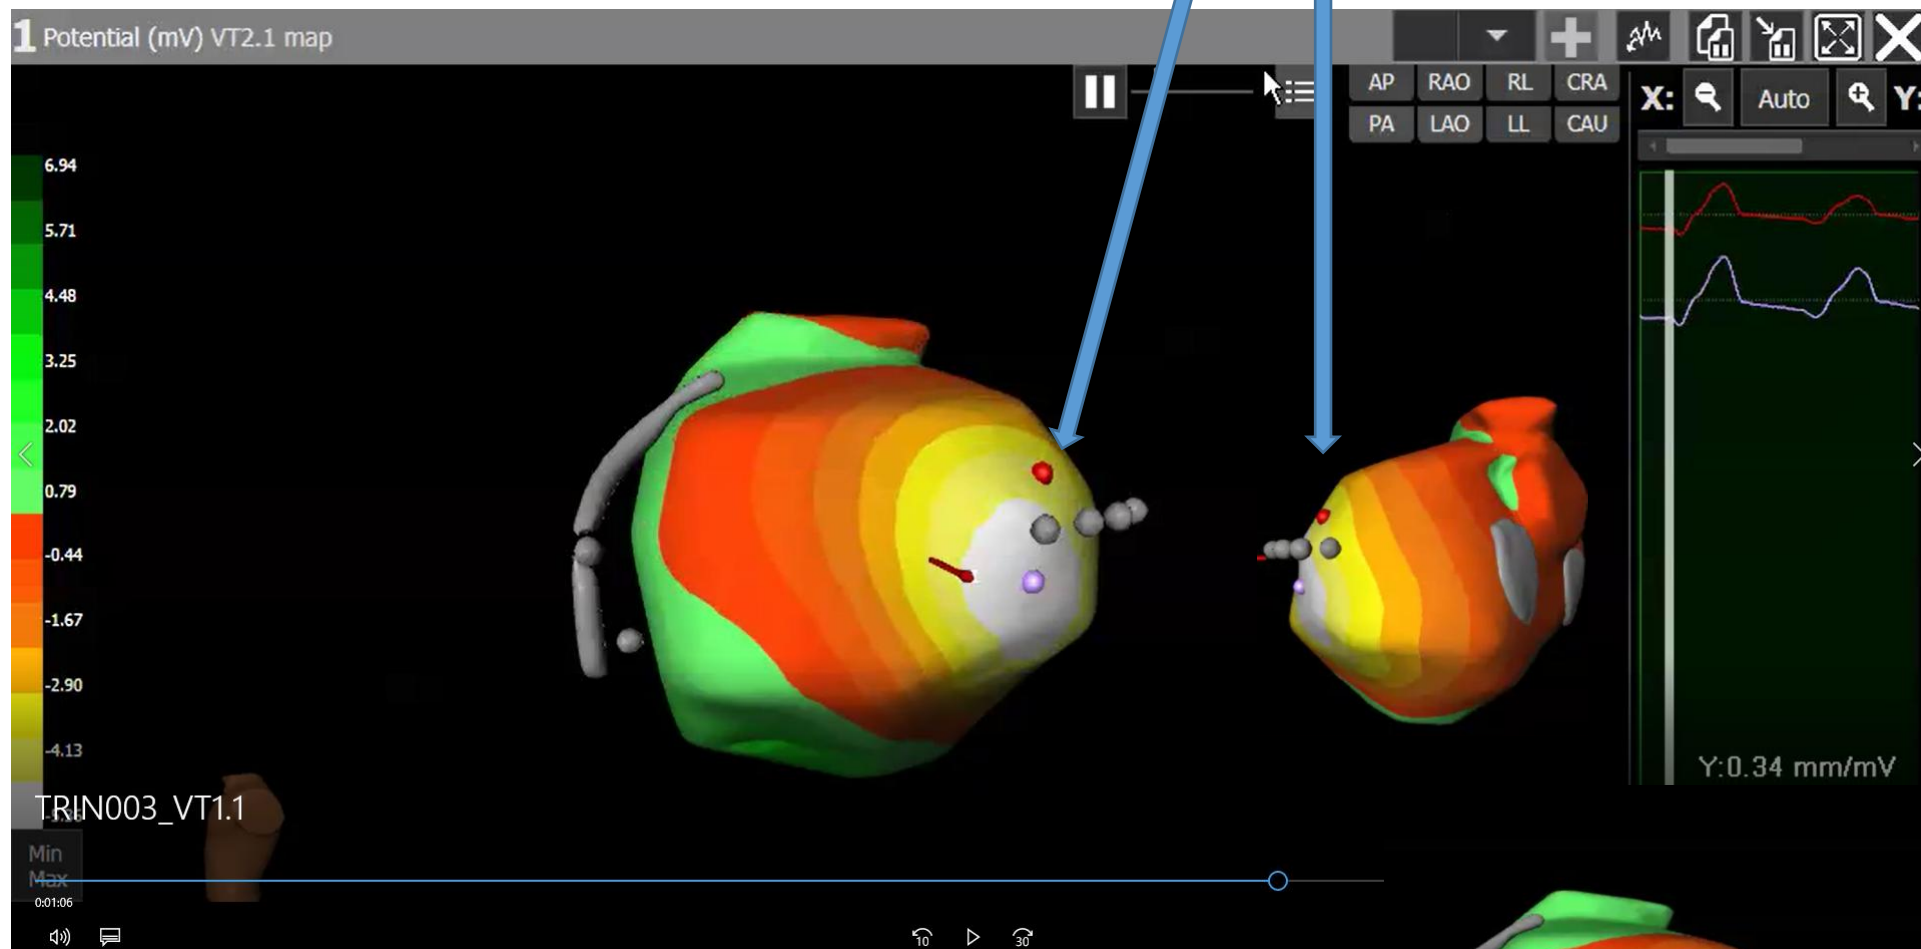 1 Potential (mV) VT2.1 map
AP RAO RL CRA
PA LAO LL CAU
X: Auto Y:
6.94
5.71
4.48
3.25
2.02
0.79
-0.44
-1.67
-2.90
-4.13
Y:0.34 mm/mV
TRIN003_VT1.1
Min
Max
0:01:06
10 30